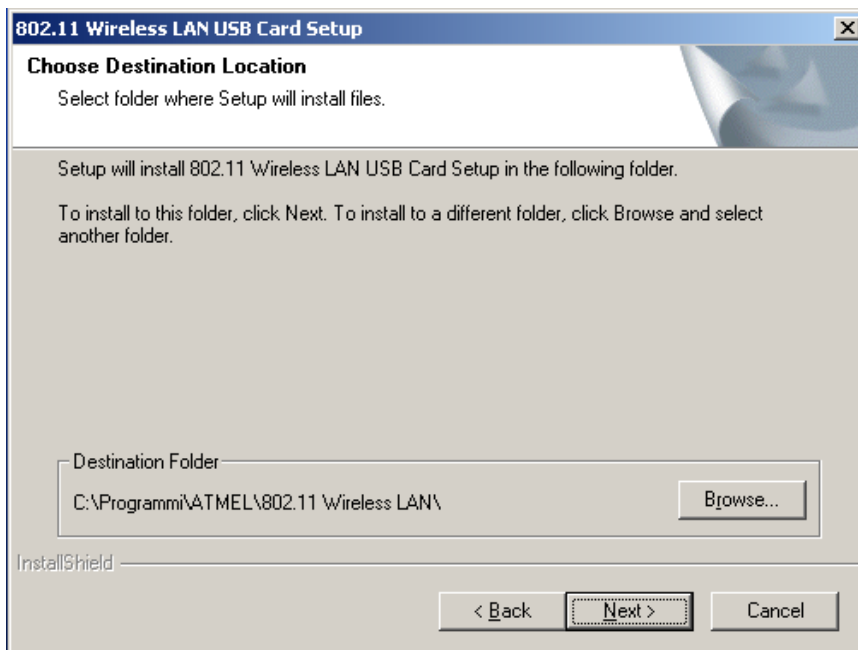 802.11 Wireless LAN USB Card Setup
Choose Destination Location
Select folder where Setup will install files.
Setup will install 802.11 Wireless LAN USB Card Setup in the following folder.
To install to this folder, click Next. To install to a different folder, click Browse and select
another folder.
Destination Folder
C:\Programmi\ATMEL\802.11 Wireless LAN\
Browse...
InstallShield
< Back
Next >
Cancel